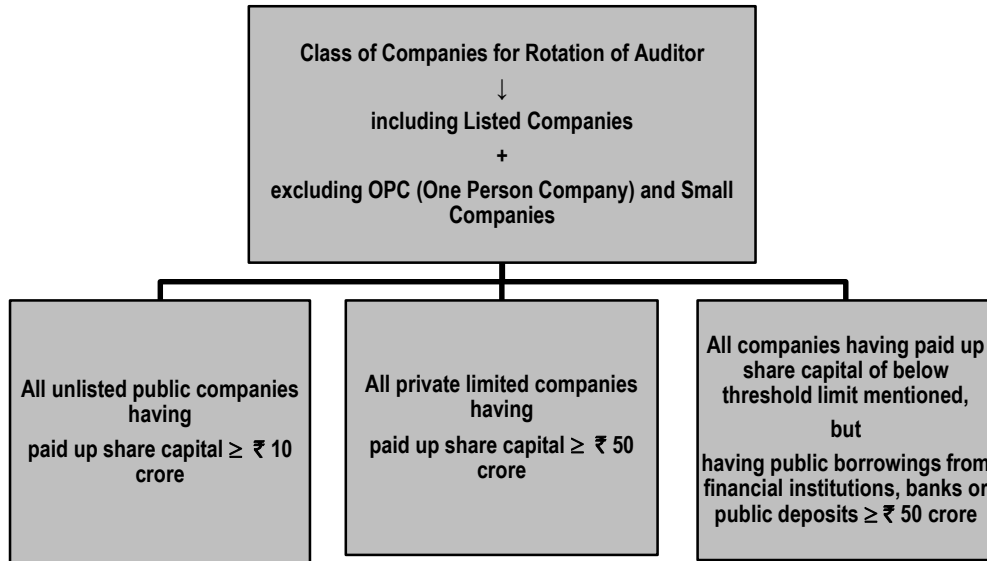 Class of Companies for Rotation of Auditor
↓
including Listed Companies
+
excluding OPC (One Person Company) and Small
Companies
All unlisted public companies
having
paid up share capital ≥ ₹ 10
crore
All private limited companies
having
paid up share capital ≥ ₹ 50
crore
All companies having paid up
share capital of below
threshold limit mentioned,
but
having public borrowings from
financial institutions, banks or
public deposits ≥ ₹ 50 crore